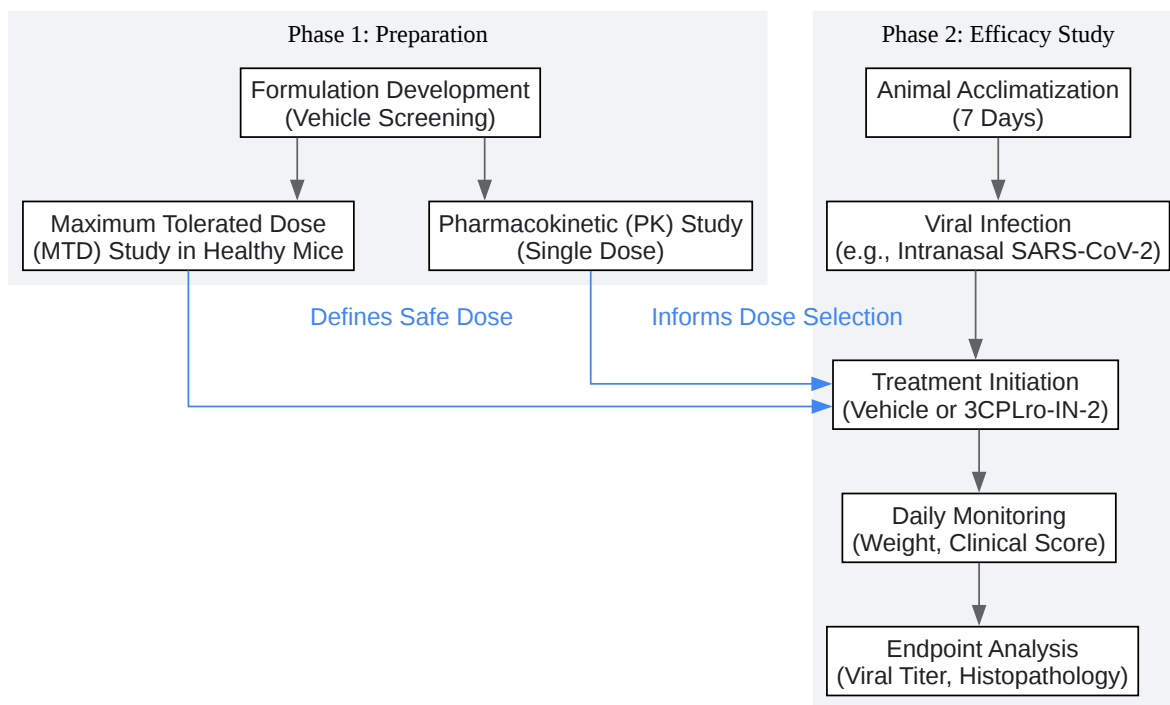 Phase 1: Preparation
Formulation Development
(Vehicle Screening)
Maximum Tolerated Dose
(MTD) Study in Healthy Mice
Pharmacokinetic (PK) Study
(Single Dose)
Defines Safe Dose
Informs Dose Selection
Phase 2: Efficacy Study
Animal Acclimatization
(7 Days)
Viral Infection
(e.g., Intranasal SARS-CoV-2)
Treatment Initiation
(Vehicle or 3CPLro-IN-2)
Daily Monitoring
(Weight, Clinical Score)
Endpoint Analysis
(Viral Titer, Histopathology)